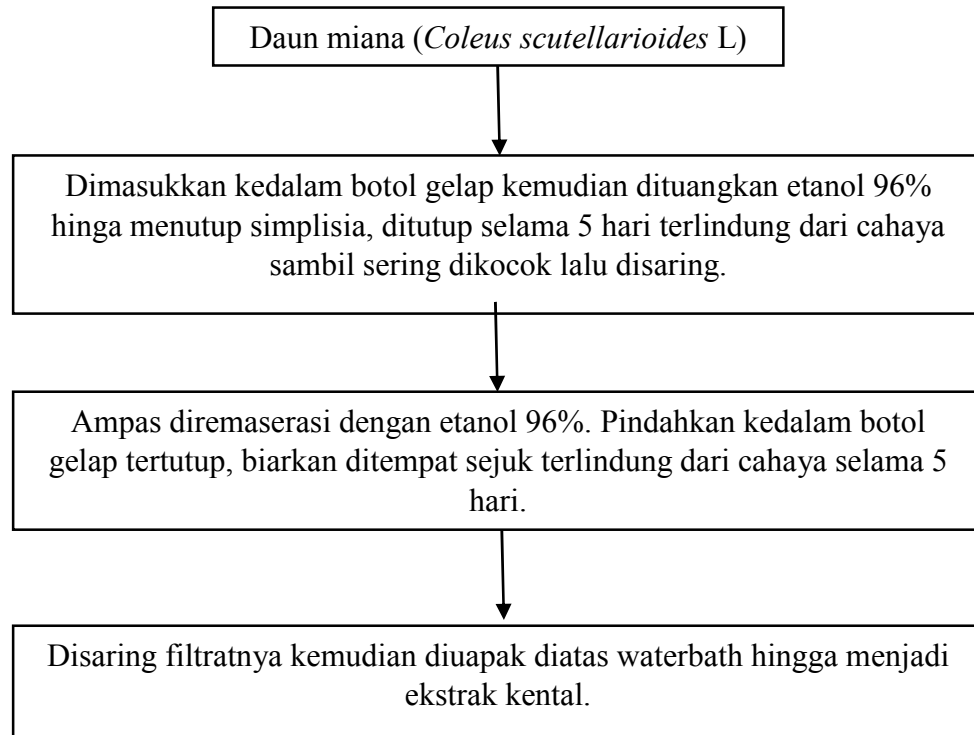 Daun miana (Coleus scutellarioides L)
Dimasukkan kedalam botol gelap kemudian dituangkan etanol 96%
hingga menutup simplisia, ditutup selama 5 hari terlindung dari cahaya
sambil sering dikocok lalu disaring.
Ampas diremaserasi dengan etanol 96%. Pindahkan kedalam botol
gelap tertutup, biarkan ditempat sejuk terlindung dari cahaya selama 5
hari.
Disaring filtratnya kemudian diuapak diatas waterbath hingga menjadi
ekstrak kental.